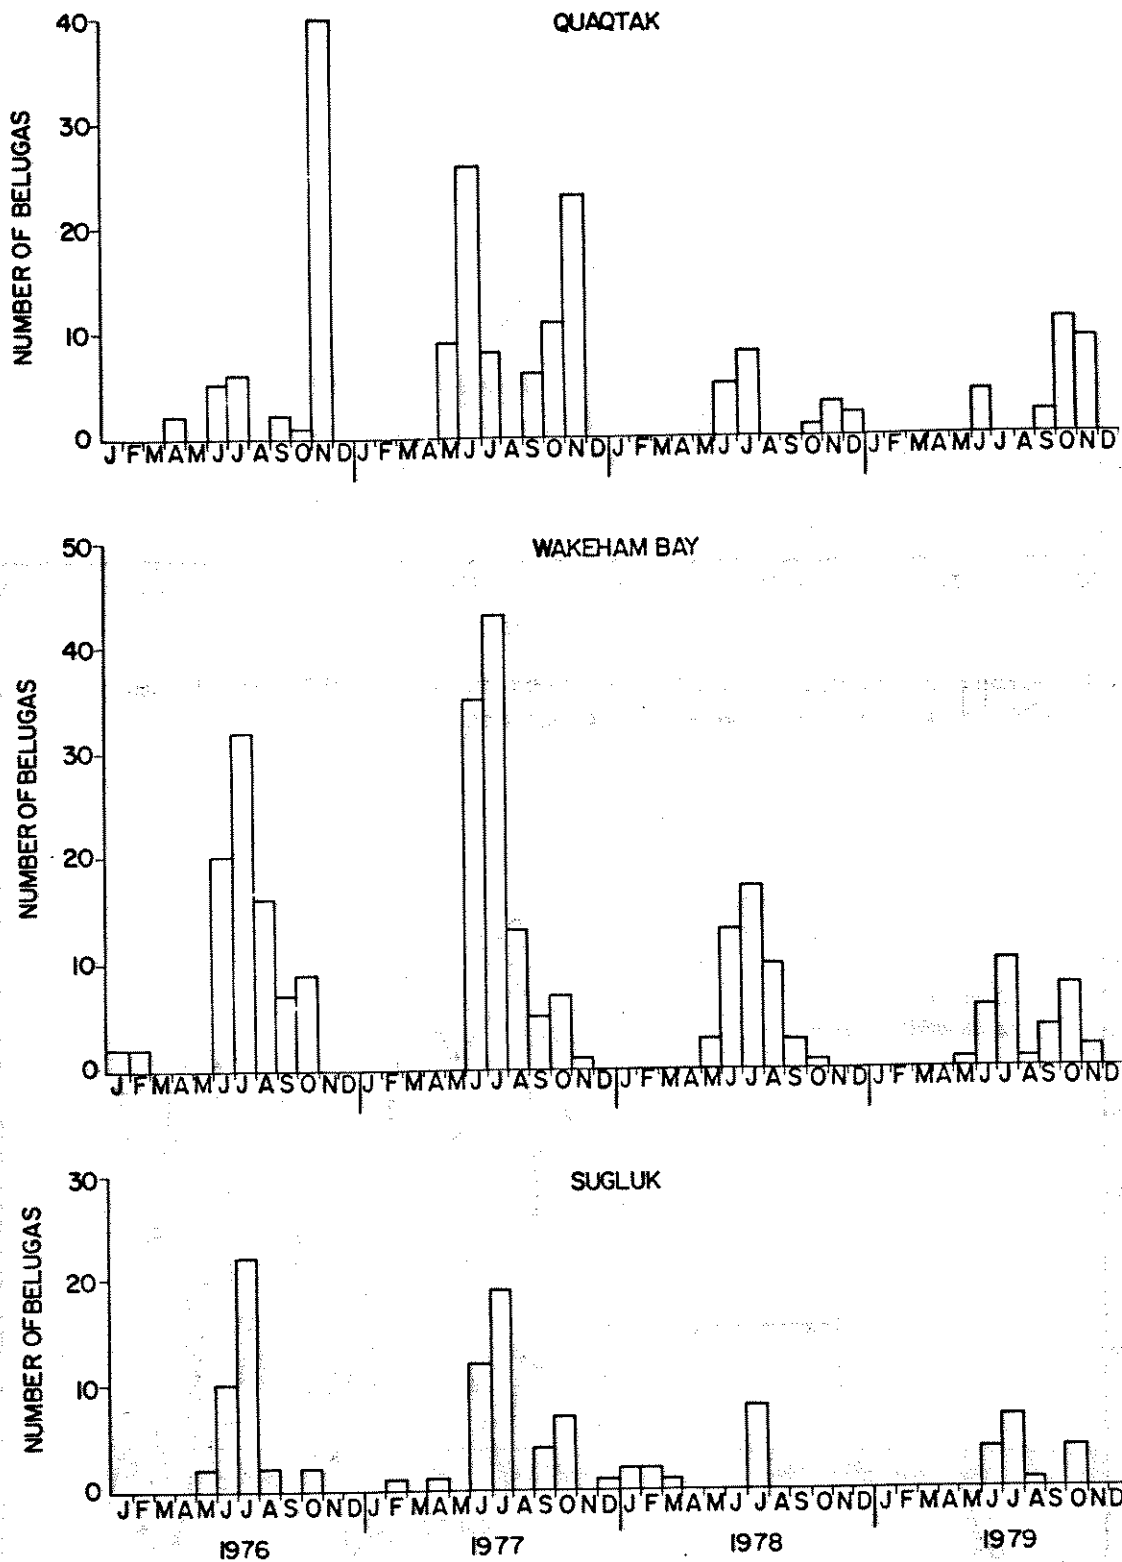 QUAQTAK
NUMBER OF BELUGAS
40
30
20
10
0
J F M A M J J A S O N D J F M A M J J A S O N D J F M A M J J A S O N D J F M A M J J A S O N D
WAKEHAM BAY
NUMBER OF BELUGAS
50
40
30
20
10
0
J F M A M J J A S O N D J F M A M J J A S O N D J F M A M J J A S O N D J F M A M J J A S O N D
SUGLUK
NUMBER OF BELUGAS
30
20
10
0
J F M A M J J A S O N D J F M A M J J A S O N D J F M A M J J A S O N D J F M A M J J A S O N D
1976 1977 1978 1979